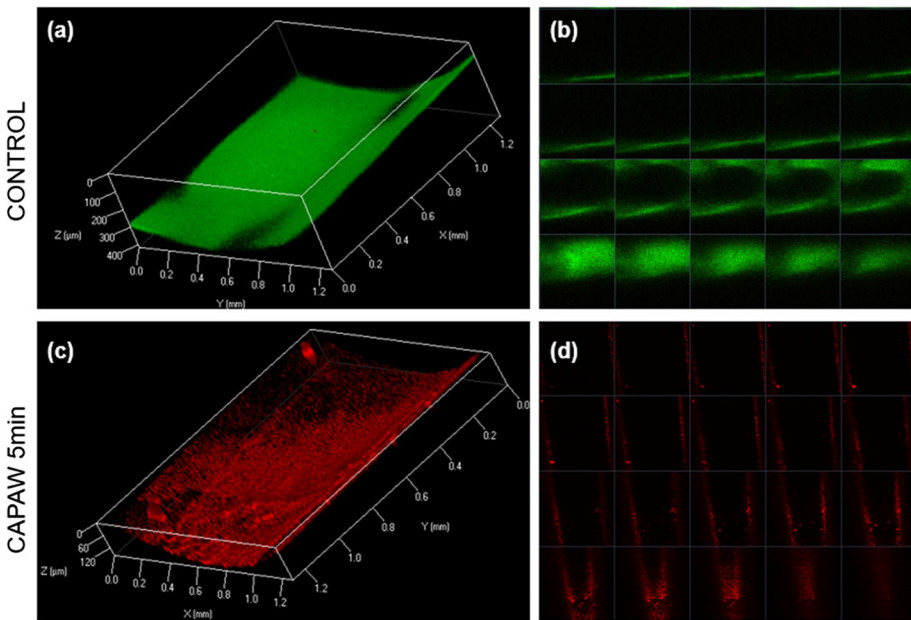 CONTROL
(a)
0
100
200
300
400
Z (µm)
0.0 0.2 0.4 0.6 0.8 1.0 1.2
Y (mm)
0.0 0.2 0.4 0.6 0.8 1.0 1.2
X (mm)
(b)
CAPAW 5min
(c)
0
60
120
Z (µm)
0.0 0.2 0.4 0.6 0.8 1.0 1.2
X (mm)
1.2 1.0 0.8 0.6 0.4 0.2 0.0
Y (mm)
(d)